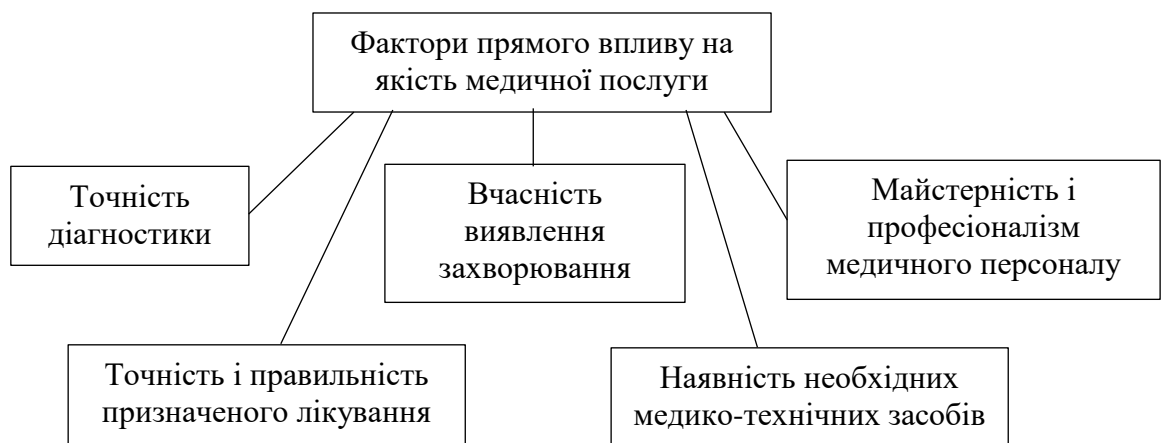 Фактори прямого впливу на
якість медичної послуги
Точність
діагностики
Вчасність
виявлення
захворювання
Майстерність і
професіоналізм
медичного персоналу
Точність і правильність
призначеного лікування
Наявність необхідних
медико-технічних засобів